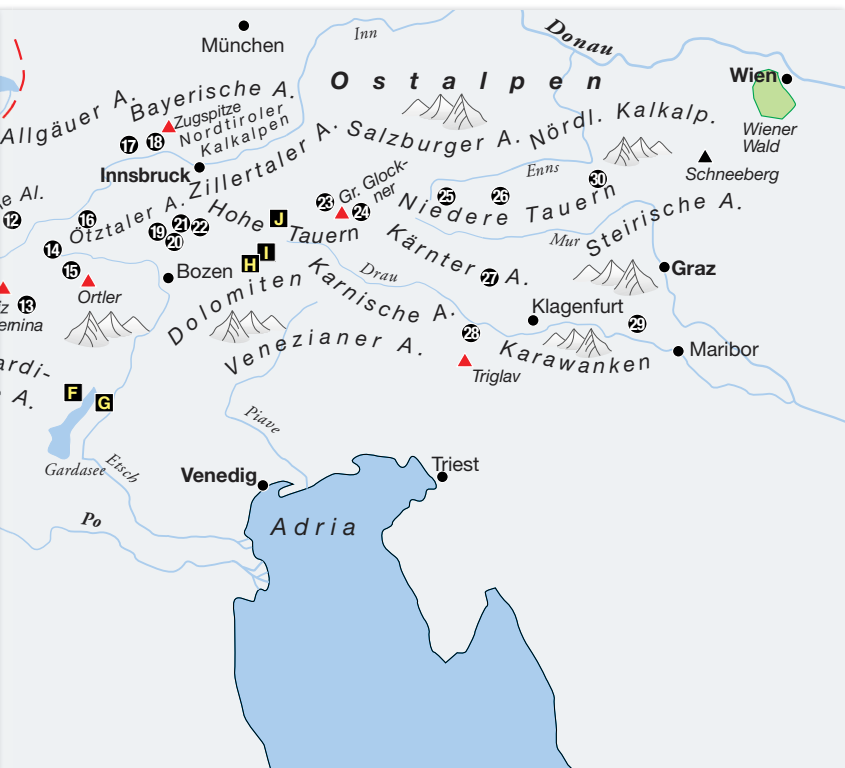 Inn
Donau
München
Ostalpen
Wien
Allgäuer A.
Bayerische A.
Zugspitze
Nordtiroler
Kalkalpen
Salzburger A.
Nördl. Kalkalp.
Wiener
Wald
17
18
Innsbruck
Zillertaler A.
Enns
Schneeberg
30
e Al.
12
16
Ötztaler A.
19
21
22
20
Hohe
Tauern
J
23
Gr. Glock-
ner
24
25
26
Niedere Tauern
Steirische A.
Mur
14
15
Ortler
iz
ernina
13
Bozen
H
I
Dolomiten
Kärnter A.
27
Drau
Karnische A.
Graz
Klagenfurt
28
29
Venezianer A.
Triglav
Karawanken
Maribor
ardi-
A.
F
G
Gardasee
Etsch
Piave
Venedig
Triest
Po
Adria